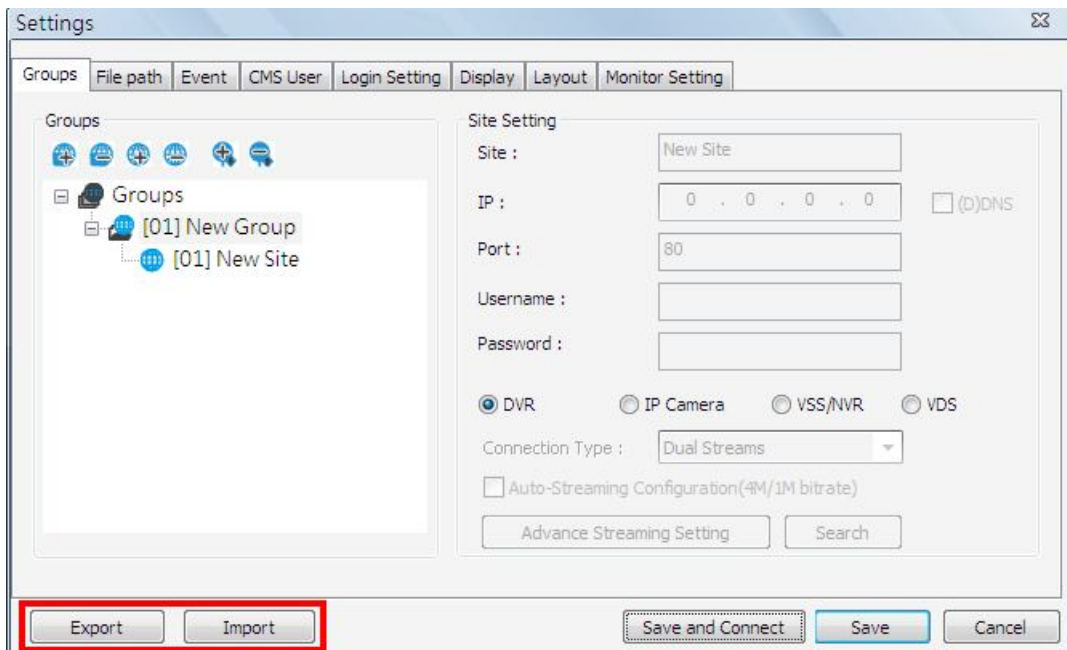 Settings
Groups File path Event CMS User Login Setting Display Layout Monitor Setting
Groups
Groups
[01] New Group
[01] New Site
Site Setting
Site : New Site
IP : 0 . 0 . 0 . 0 (D)DNS
Port : 80
Username :
Password :
DVR IP Camera VSS/NVR VDS
Connection Type : Dual Streams
Auto-Streaming Configuration(4M/1M bitrate)
Advance Streaming Setting Search
Export Import Save and Connect Save Cancel